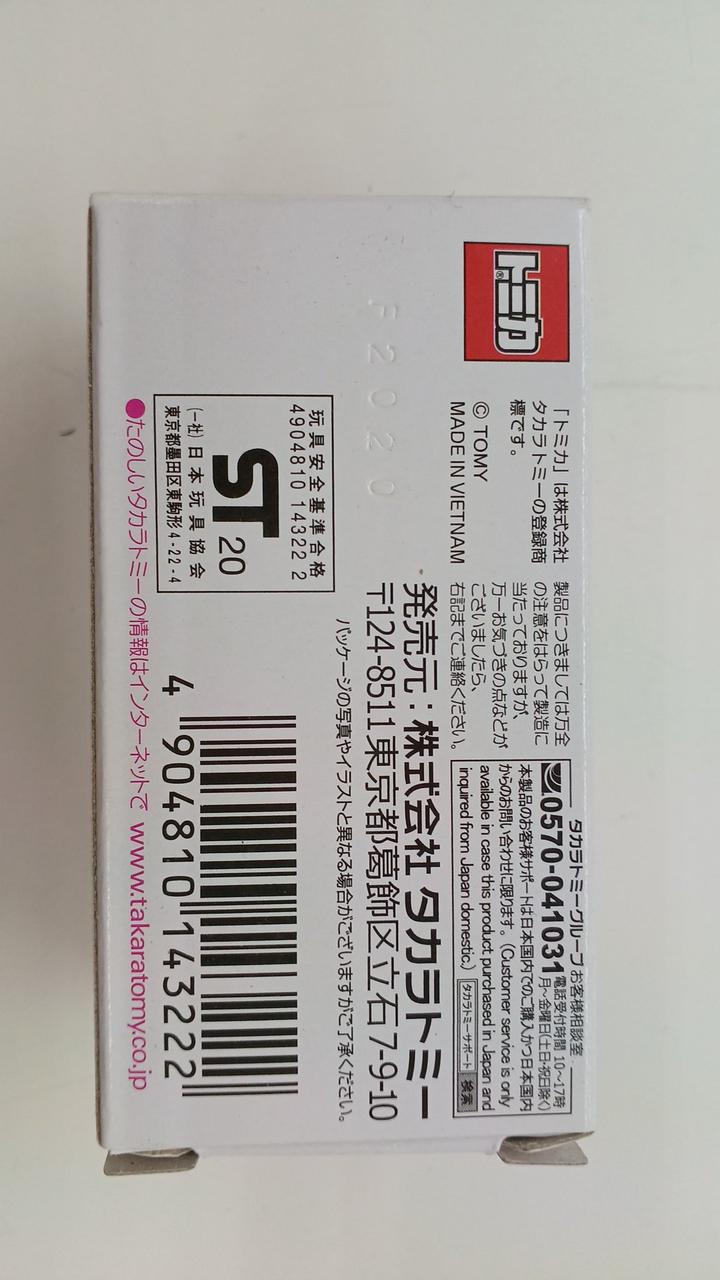 トミカ®
「トミカ」は株式会社
タカラトミーの登録商
標です。
© TOMY
MADE IN VIETNAM
製品につきましては万全
の注意をはらって製造に
当たっておりますが、
万一お気づきの点などが
ございましたら、
右記までご連絡ください。
タカラトミーグループお客様相談室
0570-041031 電話受付時間 10〜17時
月〜金曜日(土日・祝日除く)
本製品のお客様サポートは日本国内でのご購入かつ日本国内
からのお問い合わせに限ります。(Customer service is only
available in case this product purchased in Japan and
inquired from Japan domestic.)
タカラトミーサポート 検索
F2020
発売元:株式会社 タカラトミー
〒124-8511 東京都葛飾区立石 7-9-10
パッケージの写真やイラストと異なる場合がございますがご了承ください。
玩具安全基準合格
4904810 14322 2
ST 20
(一社)日本玩具協会
東京都墨田区東駒形4-22-4
4 904810 143222
●たのしいタカラトミーの情報はインターネットで www.takaratomy.co.jp